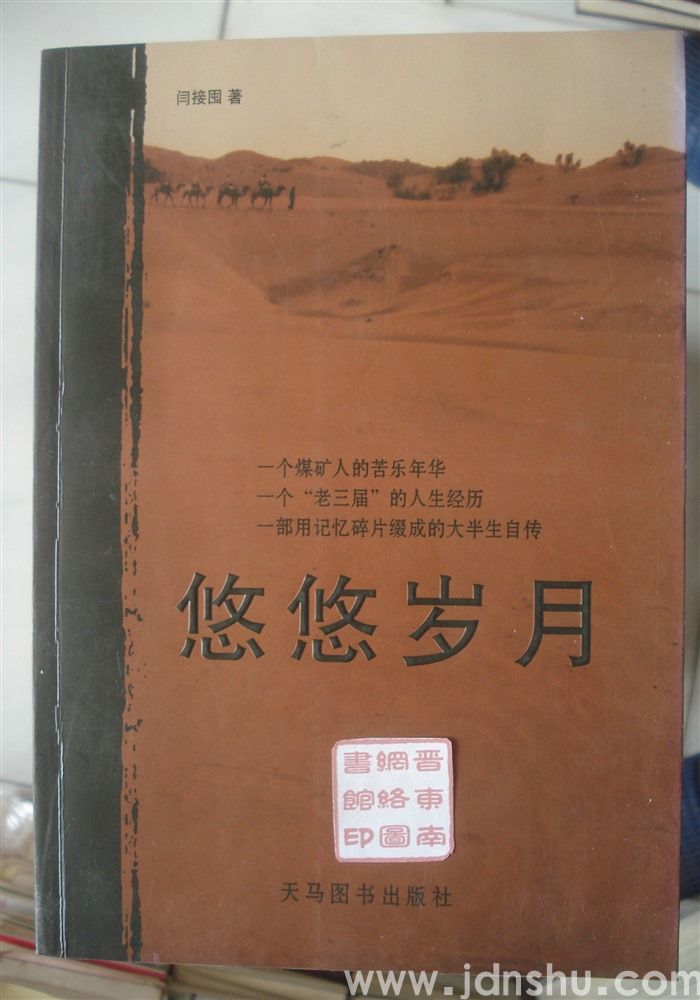 闫接囤 著
一个煤矿人的苦乐年华
一个“老三届”的人生经历
一部用记忆碎片缀成的大半生自传
悠悠岁月
晋東南
網絡圖
書館印
天马图书出版社
www.jdnshu.com